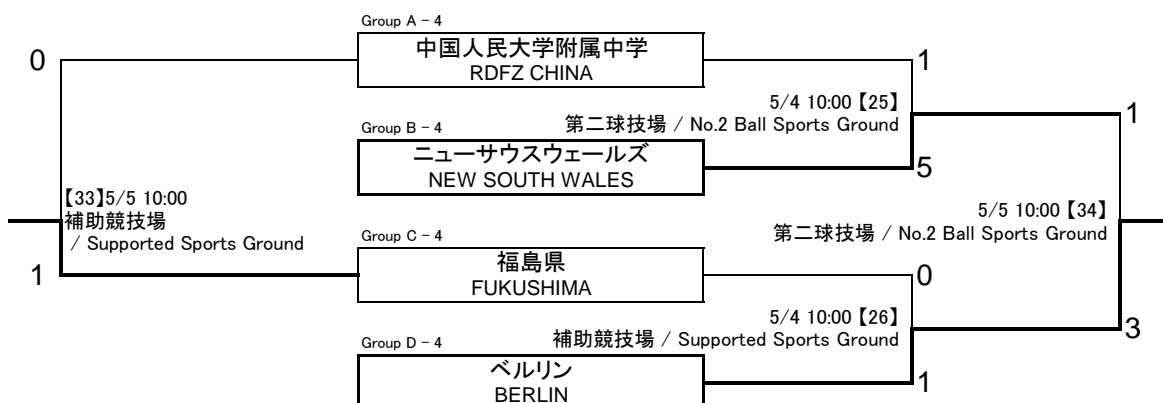 Group A - 4
中国人民大学附属中学
RDFZ CHINA
0
1
5/4 10:00【25】
第二球技場 / No.2 Ball Sports Ground
1
Group B - 4
ニューサウスウェールズ
NEW SOUTH WALES
5
【33】5/5 10:00
補助競技場
/ Supported Sports Ground
5/5 10:00【34】
第二球技場 / No.2 Ball Sports Ground
Group C - 4
福島県
FUKUSHIMA
1
0
5/4 10:00【26】
補助競技場 / Supported Sports Ground
3
Group D - 4
ベルリン
BERLIN
1